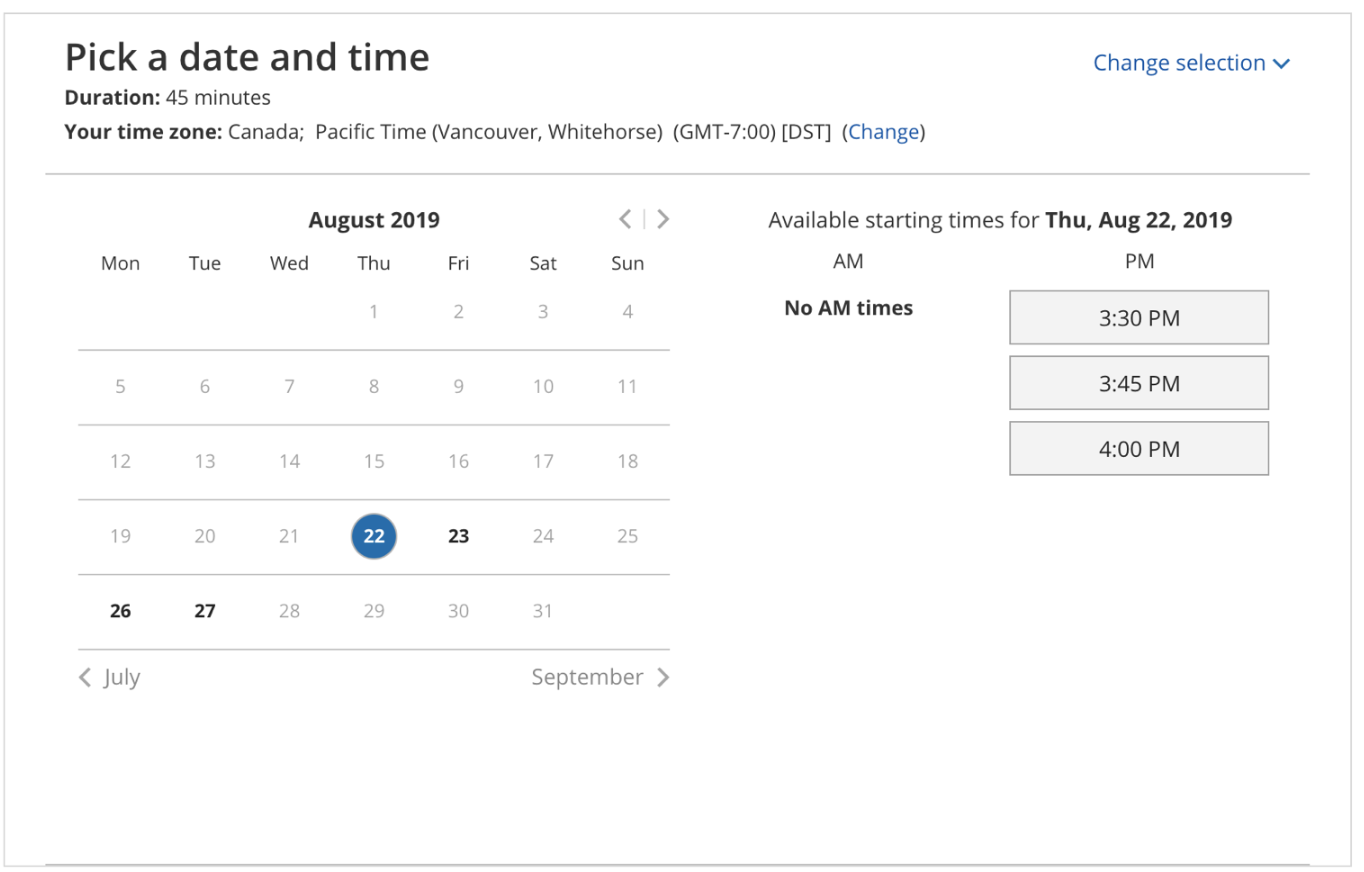 Pick a date and time
Change selection
Duration: 45 minutes
Your time zone: Canada; Pacific Time (Vancouver, Whitehorse) (GMT-7:00) [DST] (Change)
August 2019
Mon Tue Wed Thu Fri Sat Sun
1 2 3 4
5 6 7 8 9 10 11
12 13 14 15 16 17 18
19 20 21 22 23 24 25
26 27 28 29 30 31
July September
Available starting times for Thu, Aug 22, 2019
AM PM
No AM times
3:30 PM
3:45 PM
4:00 PM